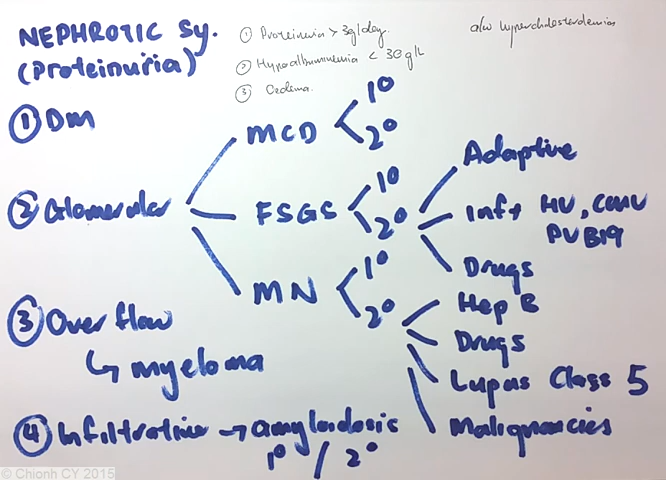 NEPHROTIC Sy.
(Proteinuria)
① Proteinuria > 3g/day.
② Hypoalbuminemia < 30 g/L
③ Oedema.
a/w hypercholesterolemia
① Dm
② Glomerular
MCD
1°
2°
FSGS
1°
2°
Adaptive
Inf+ HIV, CMV
PVB19
Drugs
MN
1°
2°
Hep B
Drugs
Lupus Class 5
Malignancies
③ Overflow
↳ myeloma
④ Infiltrative → amyloidosis
1° / 2°
© Chionh CY 2015